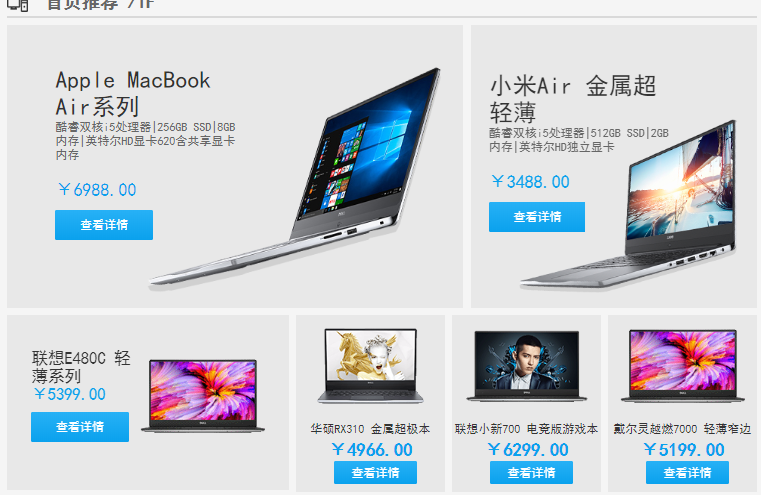 首页推荐 /1F
Apple MacBook
Air系列
酷睿双核i5处理器|256GB SSD|8GB
内存|英特尔HD显卡620含共享显卡
内存
￥6988.00
查看详情
小米Air 金属超
轻薄
酷睿双核i5处理器|512GB SSD|2GB
内存|英特尔HD独立显卡
￥3488.00
查看详情
联想E480C 轻
薄系列
￥5399.00
查看详情
华硕RX310 金属超极本
￥4966.00
查看详情
联想小新700 电竞版游戏本
￥6299.00
查看详情
戴尔灵越燃7000 轻薄窄边
￥5199.00
查看详情